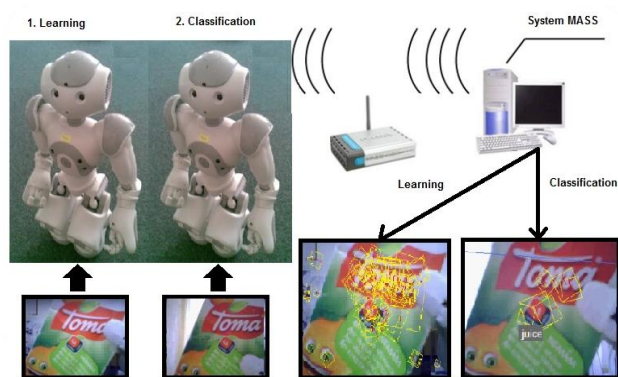 1. Learning
2. Classification
System MASS
Learning
Classification
Toma
Toma
Toma
Toma
juice